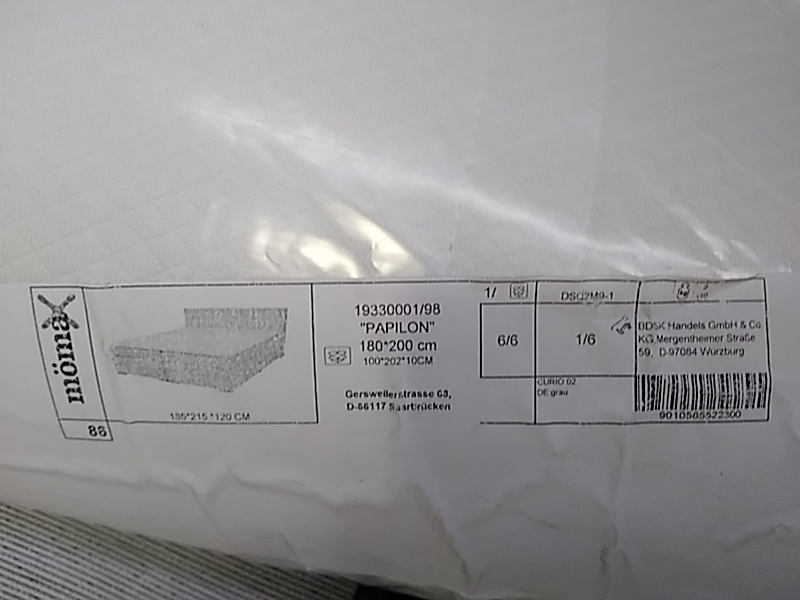 mömax
86
185*215*120 CM
19330001/98
"PAPILON"
180*200 cm
100*202*10CM
Gersweilerstrasse 63,
D-66117 Saarbrücken
1/
6/6
DSG2M9-1
1/6
CURIO 02
DE grau
BDSK Handels GmbH & Co.
KG,Mergentheimer Straße
59, D-97084 Würzburg
9010585522300